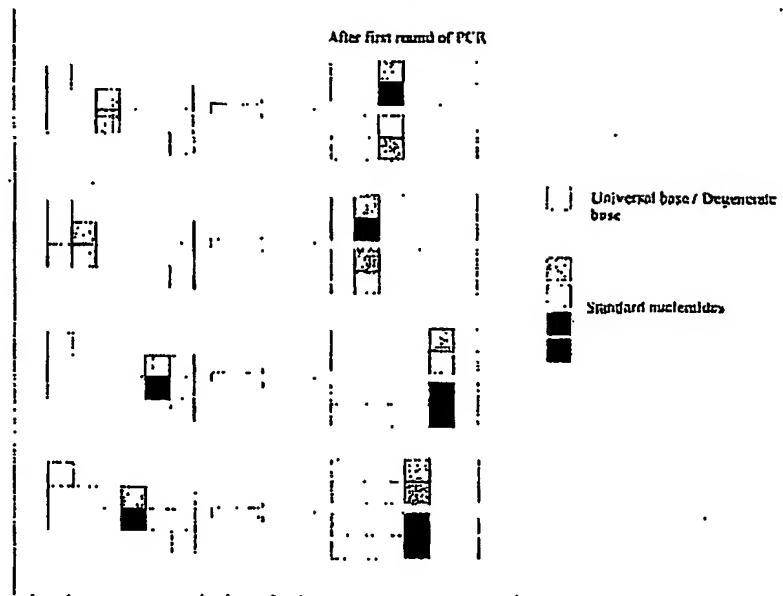 After first round of PCR
Universal base / Degenerate
base
Standard nucleotides